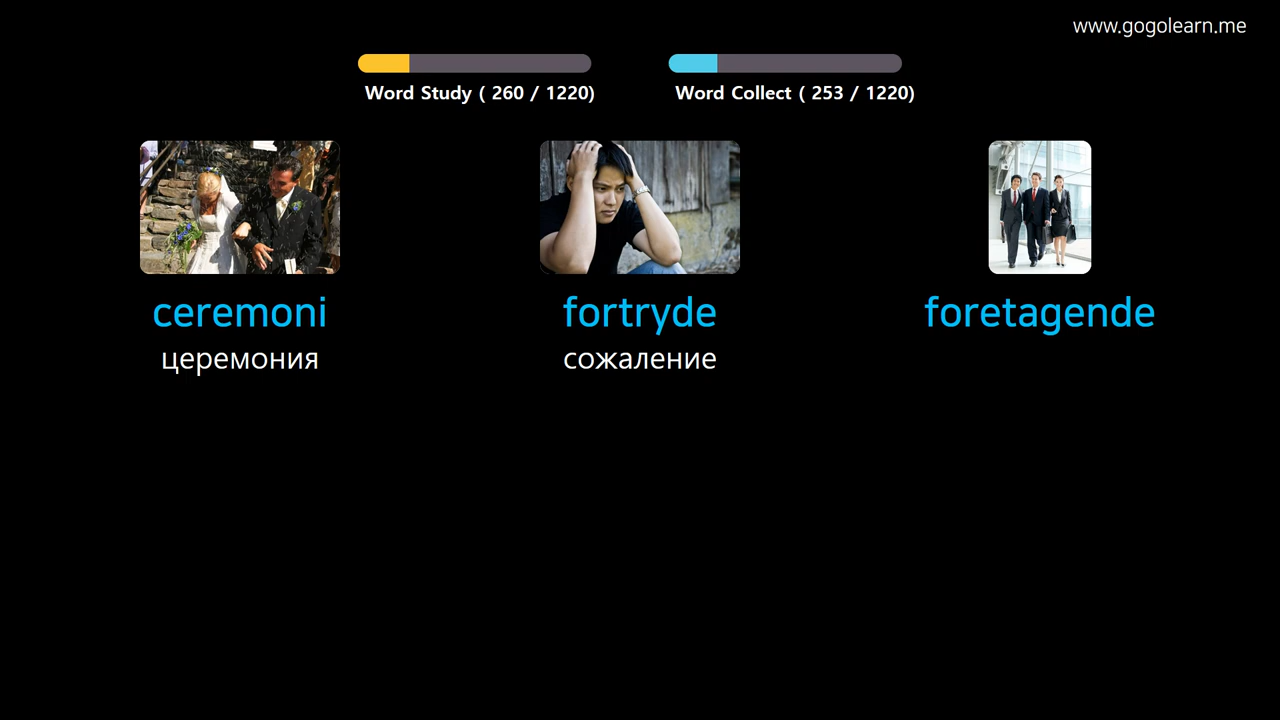 www.gogolearn.me
Word Study ( 260 / 1220)
Word Collect ( 253 / 1220)
ceremoni
fortryde
foretagende
церемония
сожаление